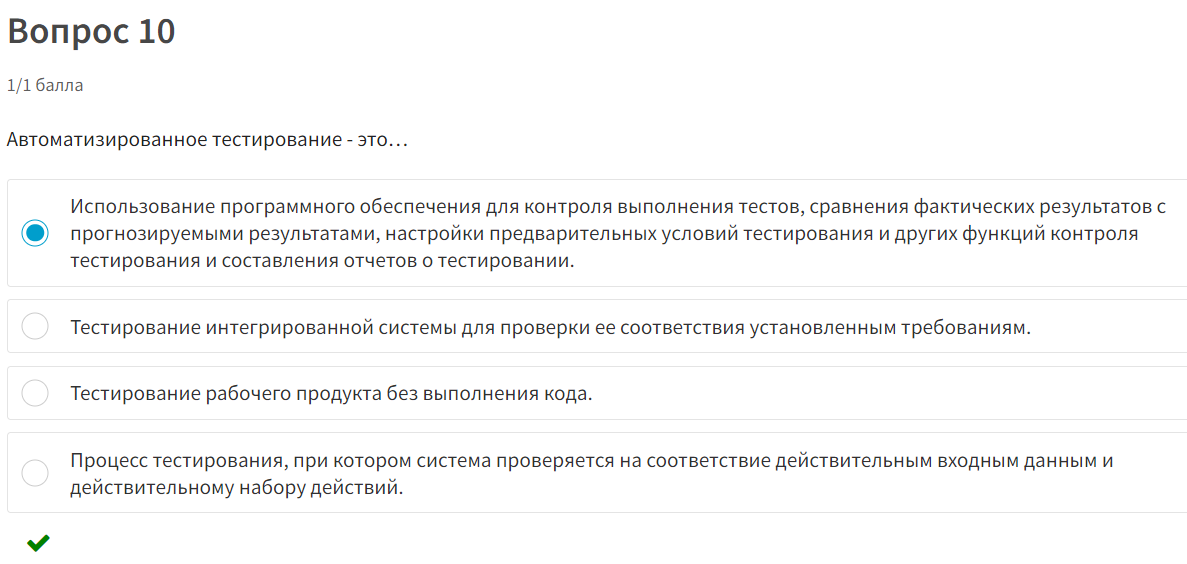 Вопрос 10
1/1 балла
Автоматизированное тестирование - это…
Использование программного обеспечения для контроля выполнения тестов, сравнения фактических результатов с
прогнозируемыми результатами, настройки предварительных условий тестирования и других функций контроля
тестирования и составления отчетов о тестировании.
Тестирование интегрированной системы для проверки ее соответствия установленным требованиям.
Тестирование рабочего продукта без выполнения кода.
Процесс тестирования, при котором система проверяется на соответствие действительным входным данным и
действительному набору действий.